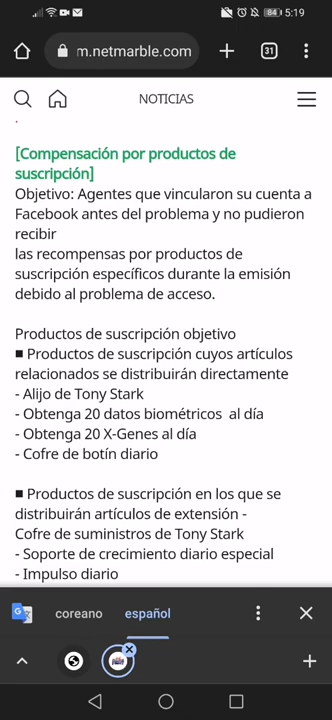 84 5:19
m.netmarble.com
31
NOTICIAS
[Compensación por productos de
suscripción]
Objetivo: Agentes que vincularon su cuenta a
Facebook antes del problema y no pudieron
recibir
las recompensas por productos de
suscripción específicos durante la emisión
debido al problema de acceso.
Productos de suscripción objetivo
■ Productos de suscripción cuyos artículos
relacionados se distribuirán directamente
- Alijo de Tony Stark
- Obtenga 20 datos biométricos al día
- Obtenga 20 X-Genes al día
- Cofre de botín diario
■ Productos de suscripción en los que se
distribuirán artículos de extensión -
Cofre de suministros de Tony Stark
- Soporte de crecimiento diario especial
- Impulso diario
coreano español